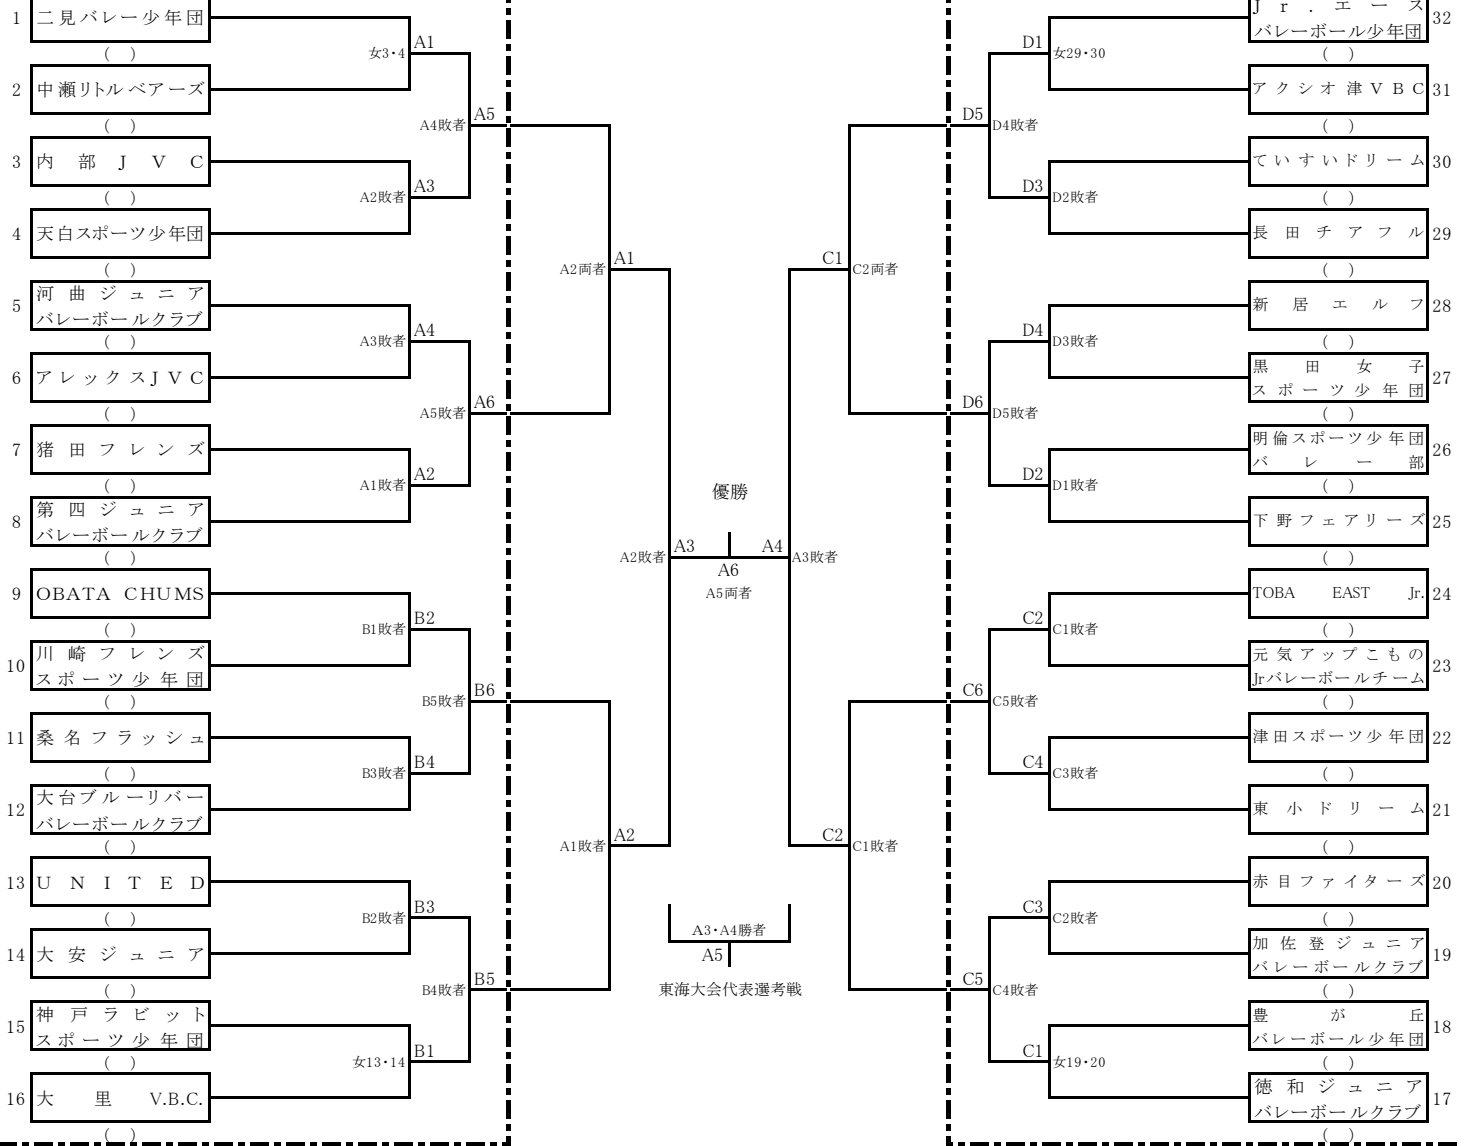 1 二見バレー少年団
( )
2 中瀬リトルベアーズ
( )
3 内部JVC
( )
4 天白スポーツ少年団
( )
5 河曲ジュニア
バレーボールクラブ
( )
6 アレックスJVC
( )
7 猪田フレンズ
( )
8 第四ジュニア
バレーボールクラブ
( )
9 OBATA CHUMS
( )
10 川崎フレンズ
スポーツ少年団
( )
11 桑名フラッシュ
( )
12 大台ブルーリバー
バレーボールクラブ
( )
13 UNITED
( )
14 大安ジュニア
( )
15 神戸ラビット
スポーツ少年団
( )
16 大里 V.B.C.
( )
女3・4 A1
A2敗者 A3
A3敗者 A4
A1敗者 A2
B1敗者 B2
B3敗者 B4
B2敗者 B3
女13・14 B1
A4敗者 A5
A5敗者 A6
B5敗者 B6
B4敗者 B5
A2両者 A1
A1敗者 A2
優勝
A2敗者 A3
A4 A3敗者
A6
A5両者
A3・A4勝者
A5
東海大会代表選考戦
C1 C2両者
C2 C1敗者
D5 D4敗者
D6 D5敗者
C6 C5敗者
C5 C4敗者
D1 女29・30
D3 D2敗者
D4 D3敗者
D2 D1敗者
C2 C1敗者
C4 C3敗者
C3 C2敗者
C1 女19・20
Jr.エース
バレーボール少年団 32
( )
アクシオ津VBC 31
( )
ていすいドリーム 30
( )
長田チアフル 29
( )
新居エルフ 28
( )
黒田女子
スポーツ少年団 27
( )
明倫スポーツ少年団
バレー部 26
( )
下野フェアリーズ 25
( )
TOBA EAST Jr. 24
( )
元気アップこもの
Jrバレーボールチーム 23
( )
津田スポーツ少年団 22
( )
東小ドリーム 21
( )
赤目ファイターズ 20
( )
加佐登ジュニア
バレーボールクラブ 19
( )
豊が丘
バレーボール少年団 18
( )
徳和ジュニア
バレーボールクラブ 17
( )